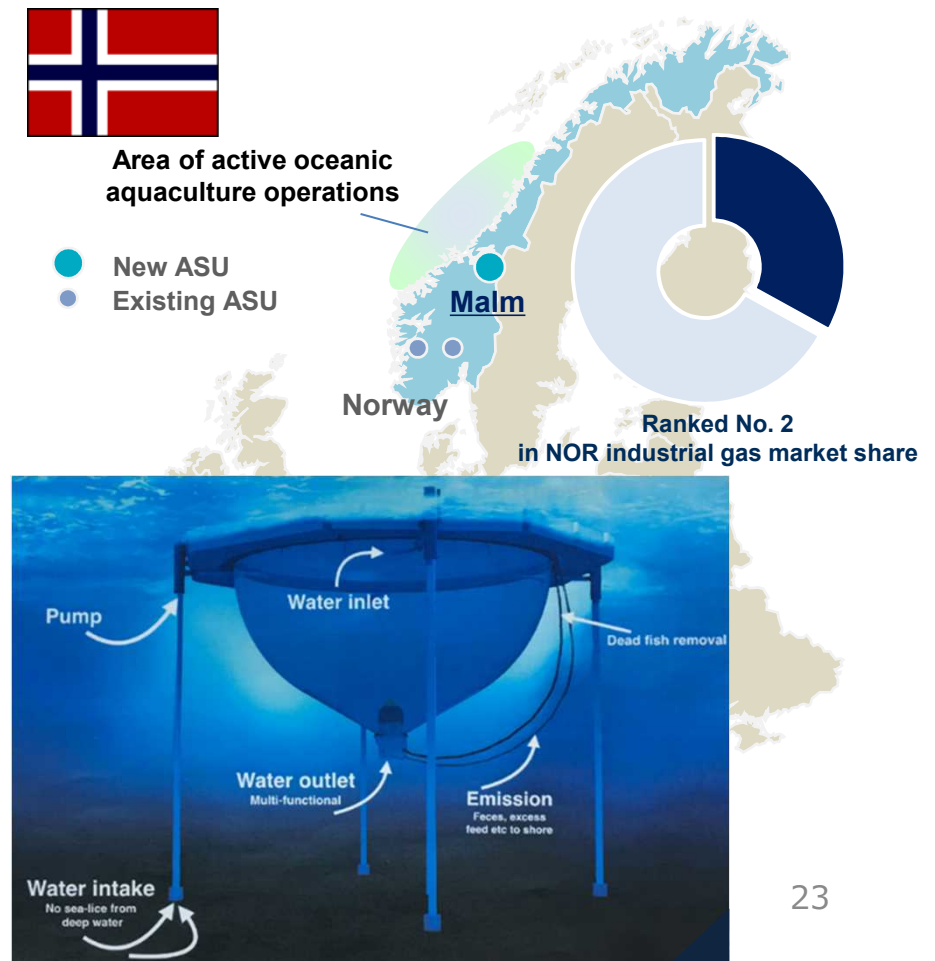 Area of active oceanic
aquaculture operations
New ASU
Existing ASU
Malm
Norway
Ranked No. 2
in NOR industrial gas market share
Pump
Water inlet
Dead fish removal
Water outlet
Multi-functional
Emission
Feces, excess
feed etc to shore
Water intake
No sea-lice from
deep water
23